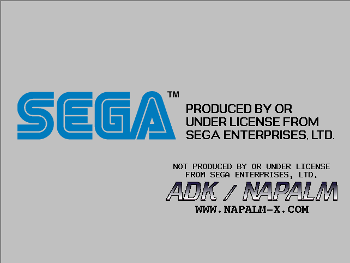 SEGA™
PRODUCED BY OR
UNDER LICENSE FROM
SEGA ENTERPRISES, LTD.
NOT PRODUCED BY OR UNDER LICENSE
FROM SEGA ENTERPRISES, LTD.
ADK / NAPALM
WWW.NAPALM-X.COM